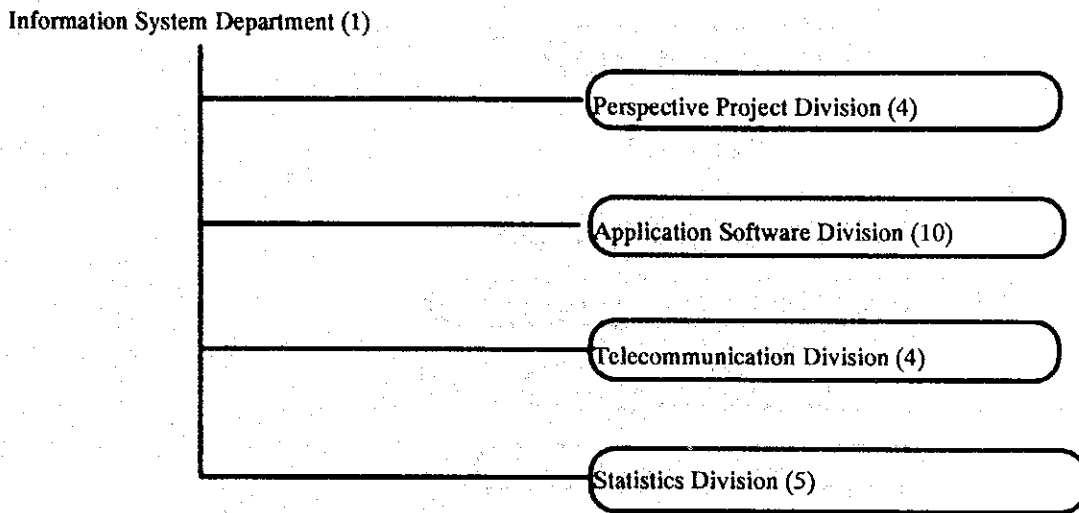 Information System Department (1)
Perspective Project Division (4)
Application Software Division (10)
Telecommunication Division (4)
Statistics Division (5)